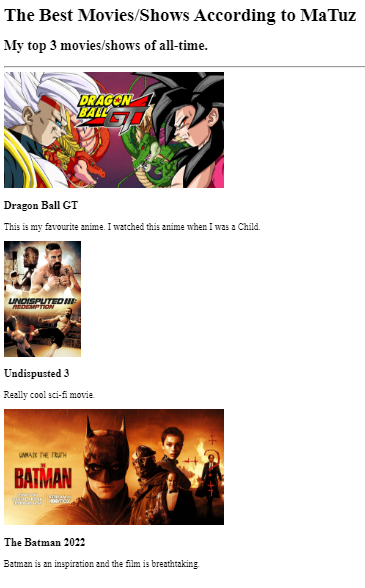 The Best Movies/Shows According to MaTuz
My top 3 movies/shows of all-time.
DRAGON
BALL GT
Dragon Ball GT
This is my favourite anime. I watched this anime when I was a Child.
UNDISPUTED III:
REDEMPTION
Undispusted 3
Really cool sci-fi movie.
UNMASK THE TRUTH
THE
BATMAN
The Batman 2022
Batman is an inspiration and the film is breathtaking.